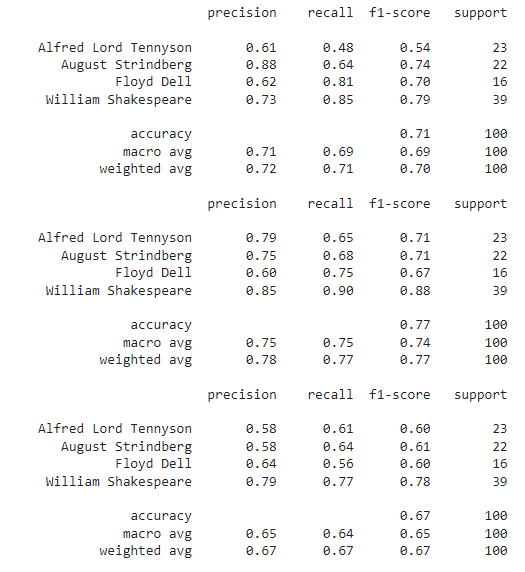 precision recall f1-score support
Alfred Lord Tennyson 0.61 0.48 0.54 23
August Strindberg 0.88 0.64 0.74 22
Floyd Dell 0.62 0.81 0.70 16
William Shakespeare 0.73 0.85 0.79 39
accuracy 0.71 100
macro avg 0.71 0.69 0.69 100
weighted avg 0.72 0.71 0.70 100
precision recall f1-score support
Alfred Lord Tennyson 0.79 0.65 0.71 23
August Strindberg 0.75 0.68 0.71 22
Floyd Dell 0.60 0.75 0.67 16
William Shakespeare 0.85 0.90 0.88 39
accuracy 0.77 100
macro avg 0.75 0.75 0.74 100
weighted avg 0.78 0.77 0.77 100
precision recall f1-score support
Alfred Lord Tennyson 0.58 0.61 0.60 23
August Strindberg 0.58 0.64 0.61 22
Floyd Dell 0.64 0.56 0.60 16
William Shakespeare 0.79 0.77 0.78 39
accuracy 0.67 100
macro avg 0.65 0.64 0.65 100
weighted avg 0.67 0.67 0.67 100